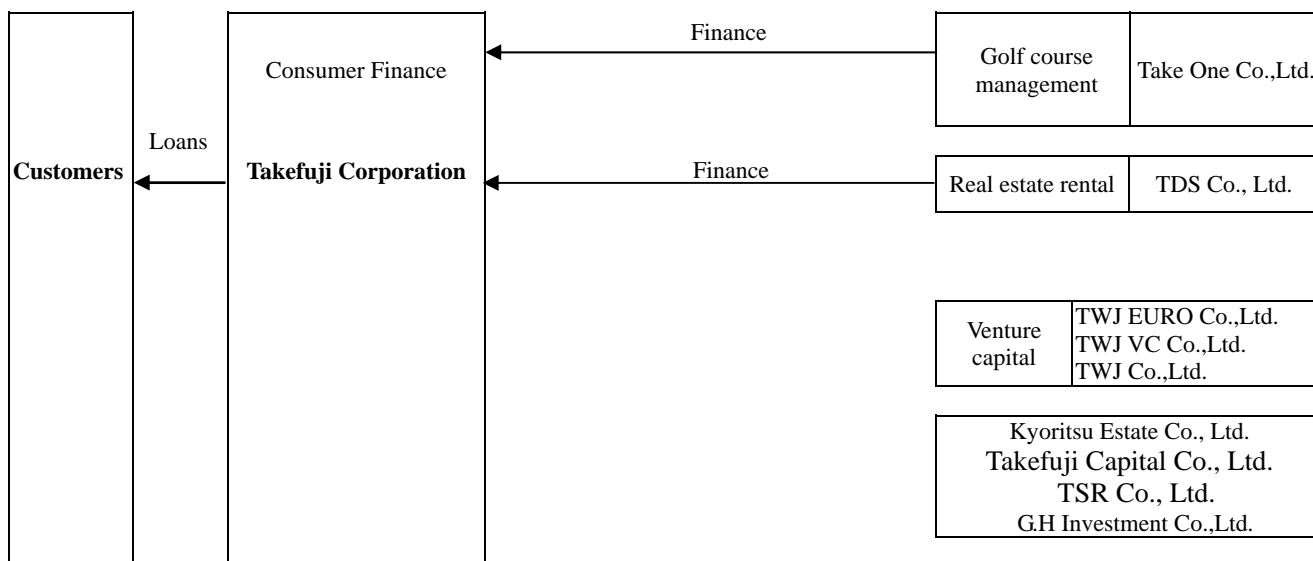 Finance
Consumer Finance
Golf course
management
Take One Co.,Ltd.
Loans
Customers
Takefuji Corporation
Finance
Real estate rental
TDS Co., Ltd.
Venture
capital
TWJ EURO Co.,Ltd.
TWJ VC Co.,Ltd.
TWJ Co.,Ltd.
Kyoritsu Estate Co., Ltd.
Takefuji Capital Co., Ltd.
TSR Co., Ltd.
G.H Investment Co.,Ltd.